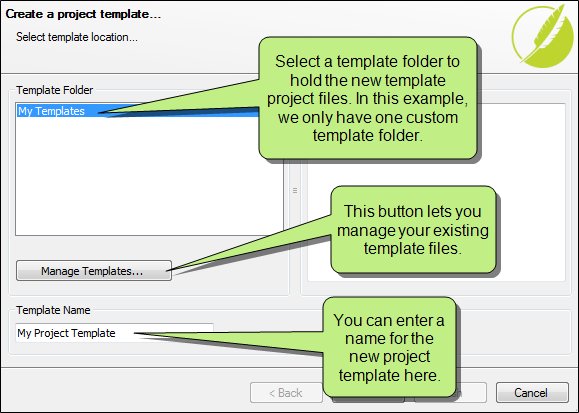 Create a project template...
Select template location...
Template Folder
My Templates
Select a template folder to
hold the new template
project files. In this example,
we only have one custom
template folder.
This button lets you
manage your existing
template files.
Manage Templates...
Template Name
My Project Template
You can enter a
name for the
new project
template here.
< Back
Cancel